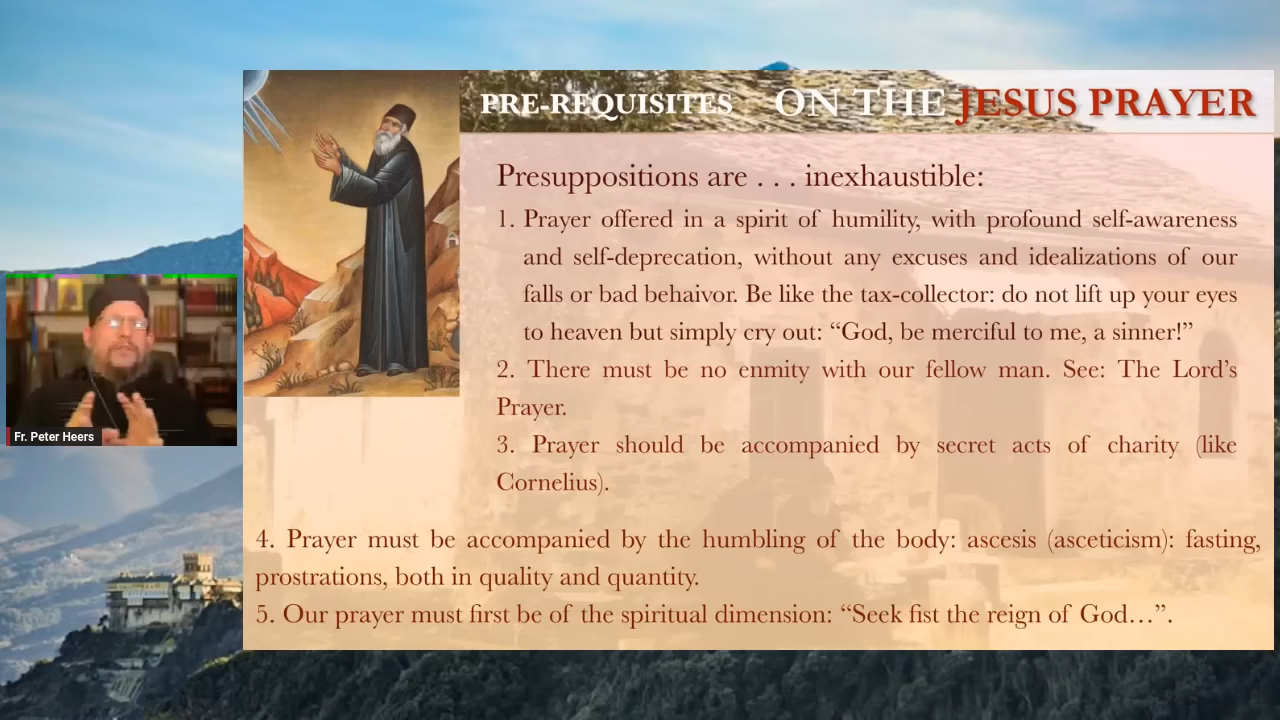 PRE-REQUISITES ON THE JESUS PRAYER
Presuppositions are . . . inexhaustible:
1. Prayer offered in a spirit of humility, with profound self-awareness
and self-deprecation, without any excuses and idealizations of our
falls or bad behaivor. Be like the tax-collector: do not lift up your eyes
to heaven but simply cry out: “God, be merciful to me, a sinner!”
2. There must be no enmity with our fellow man. See: The Lord’s
Prayer.
3. Prayer should be accompanied by secret acts of charity (like
Cornelius).
4. Prayer must be accompanied by the humbling of the body: ascesis (asceticism): fasting,
prostrations, both in quality and quantity.
5. Our prayer must first be of the spiritual dimension: “Seek fist the reign of God…”.
Fr. Peter Heers